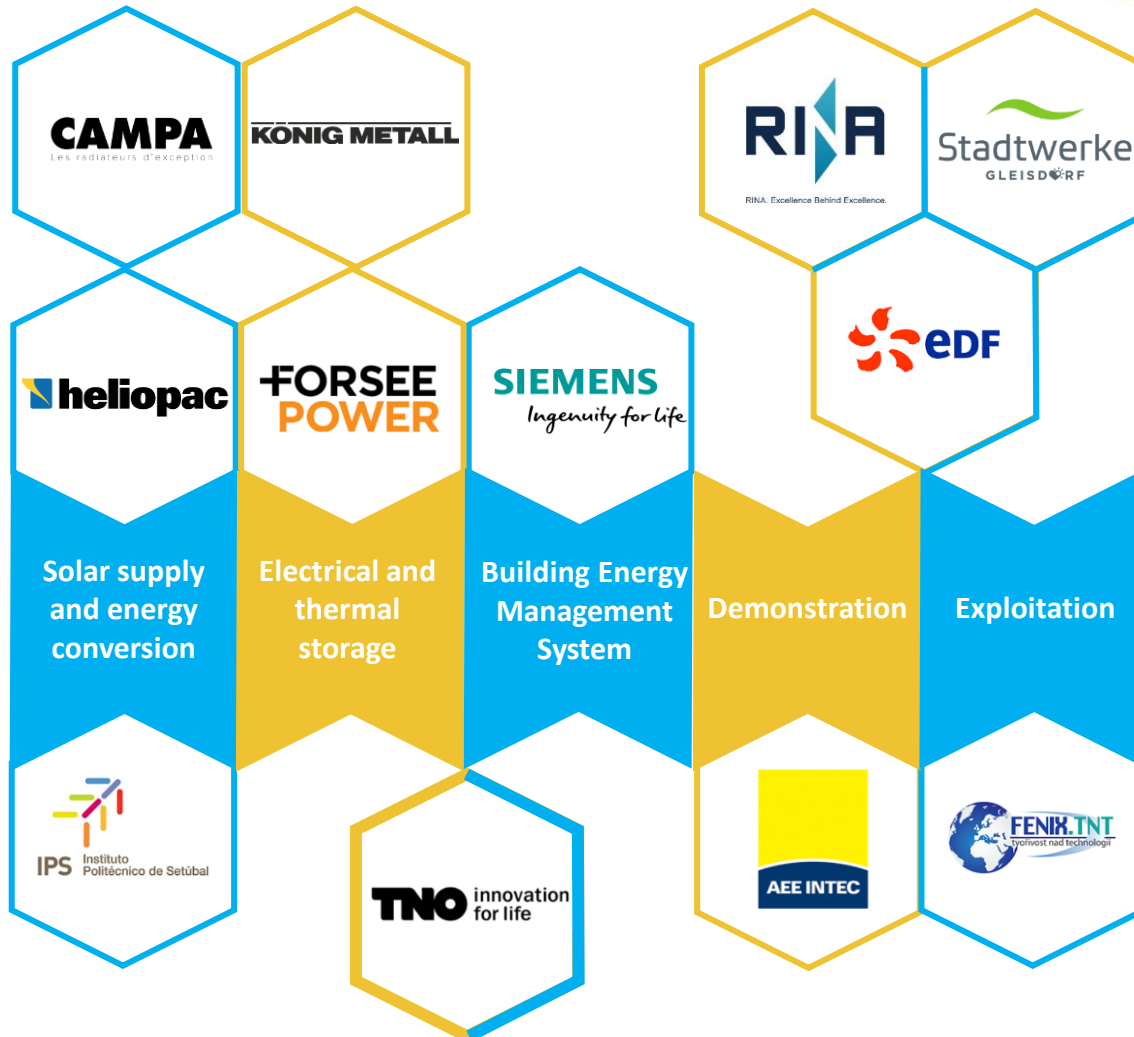 CAMPA
Les radiateurs d'exception
KÖNIG METALL
RINA
RINA. Excellence Behind Excellence.
Stadtwerke
GLEISDORF
heliopac
FORSEE
POWER
SIEMENS
Ingenuity for life
eDF
Solar supply
and energy
conversion
Electrical and
thermal
storage
Building Energy
Management
System
Demonstration
Exploitation
IPS Instituto
Politécnico de Setúbal
TNO innovation
for life
AEE INTEC
FENIX.TNT
tvořivost nad technologií